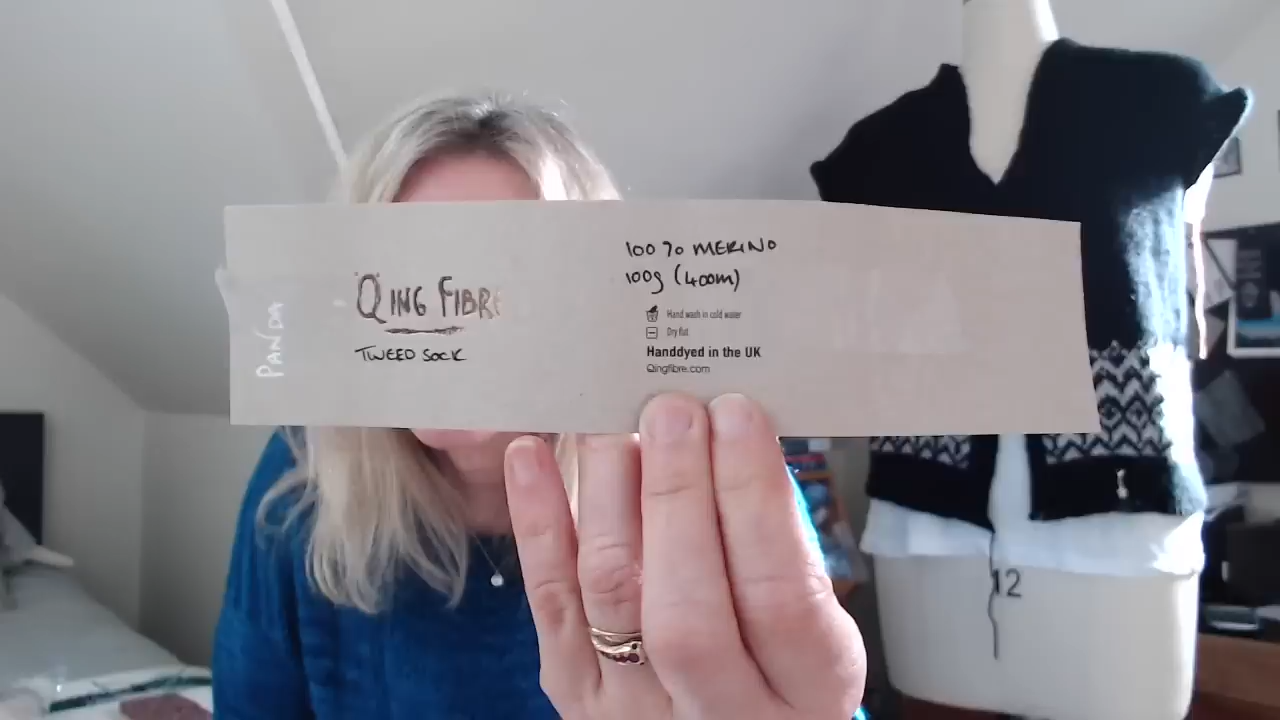 PANDA
QING FIBRE
TWEED SOCK
100% MERINO
100g (400m)
Hand wash in cold water
Dry flat
Handdyed in the UK
Qingfibre.com
12